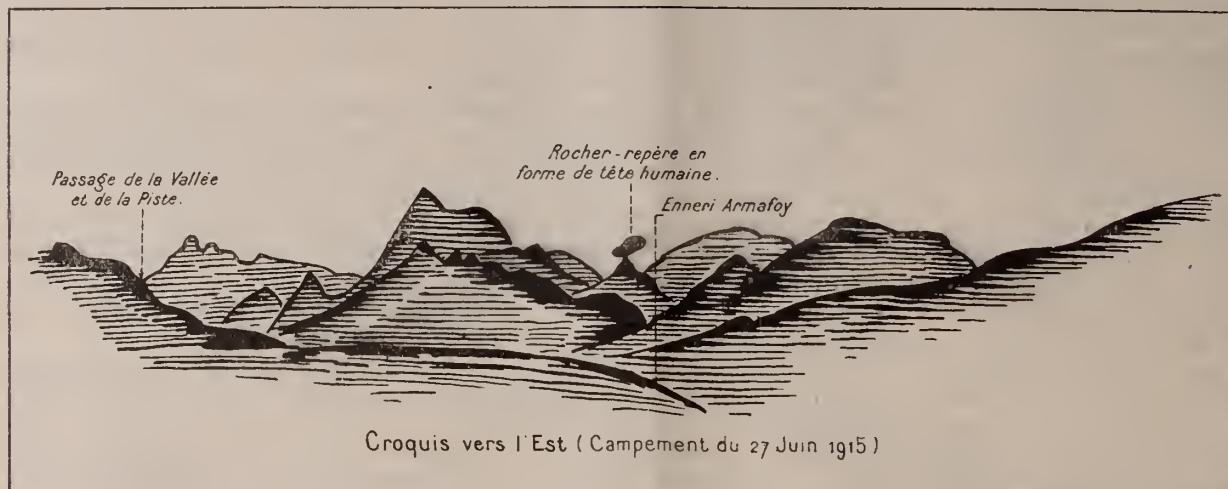 Passage de la Vallée
et de la Piste.
Rocher-repère en
forme de tête humaine.
Enneri Armafoy
Croquis vers l'Est (Campement du 27 Juin 1915)